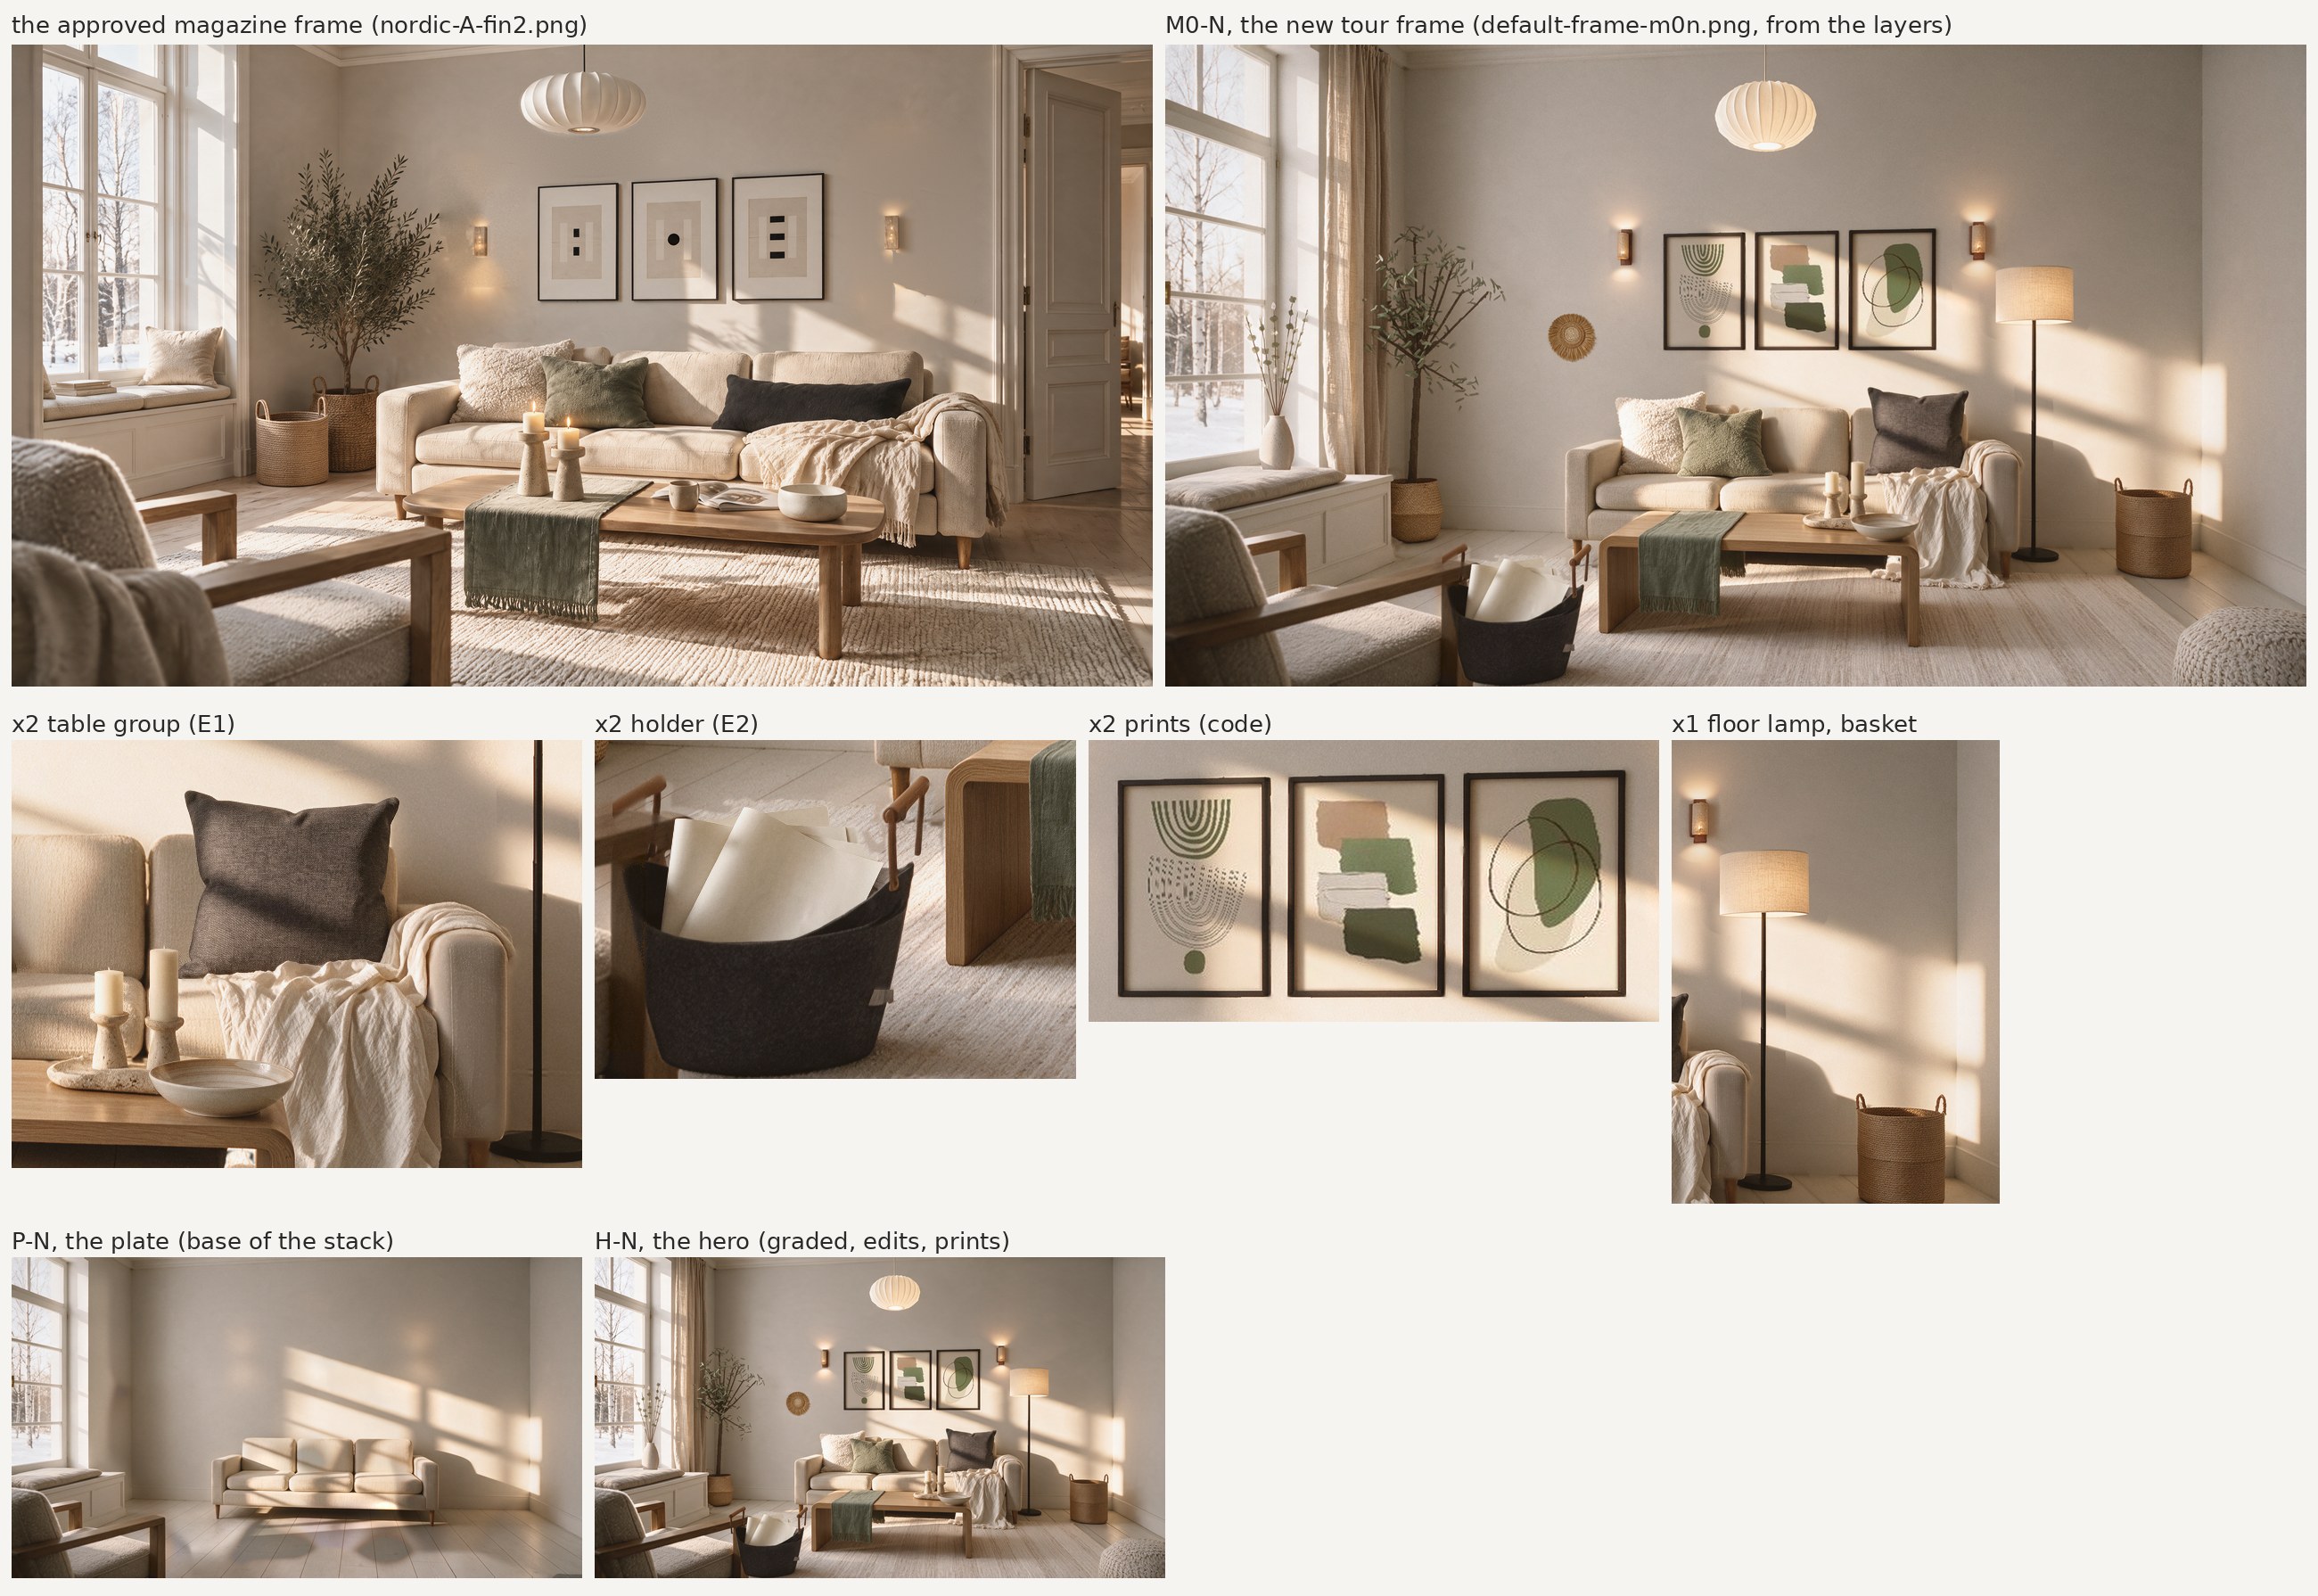 the approved magazine frame (nordic-A-fin2.png)
M0-N, the new tour frame (default-frame-m0n.png, from the layers)
x2 table group (E1)
x2 holder (E2)
x2 prints (code)
x1 floor lamp, basket
P-N, the plate (base of the stack)
H-N, the hero (graded, edits, prints)